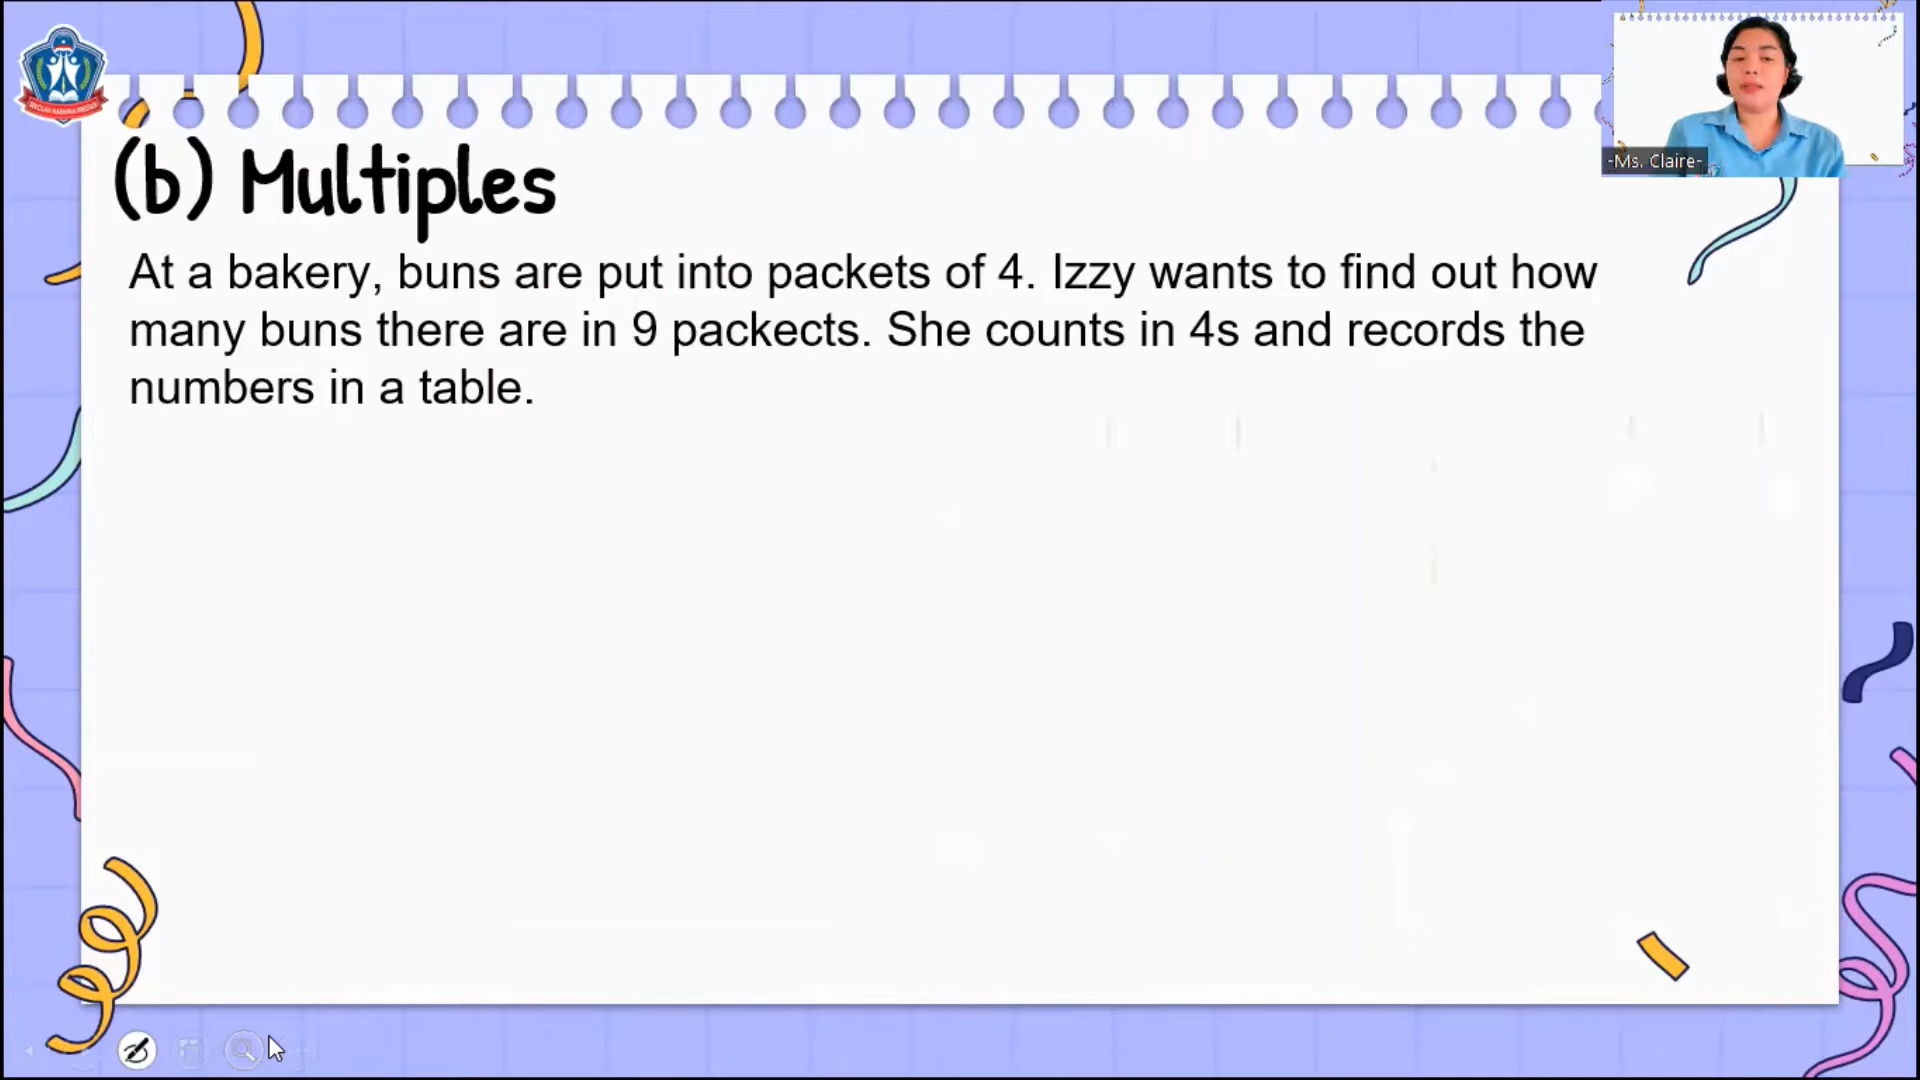 -Ms. Claire-
(b) Multiples
At a bakery, buns are put into packets of 4. Izzy wants to find out how
many buns there are in 9 packects. She counts in 4s and records the
numbers in a table.